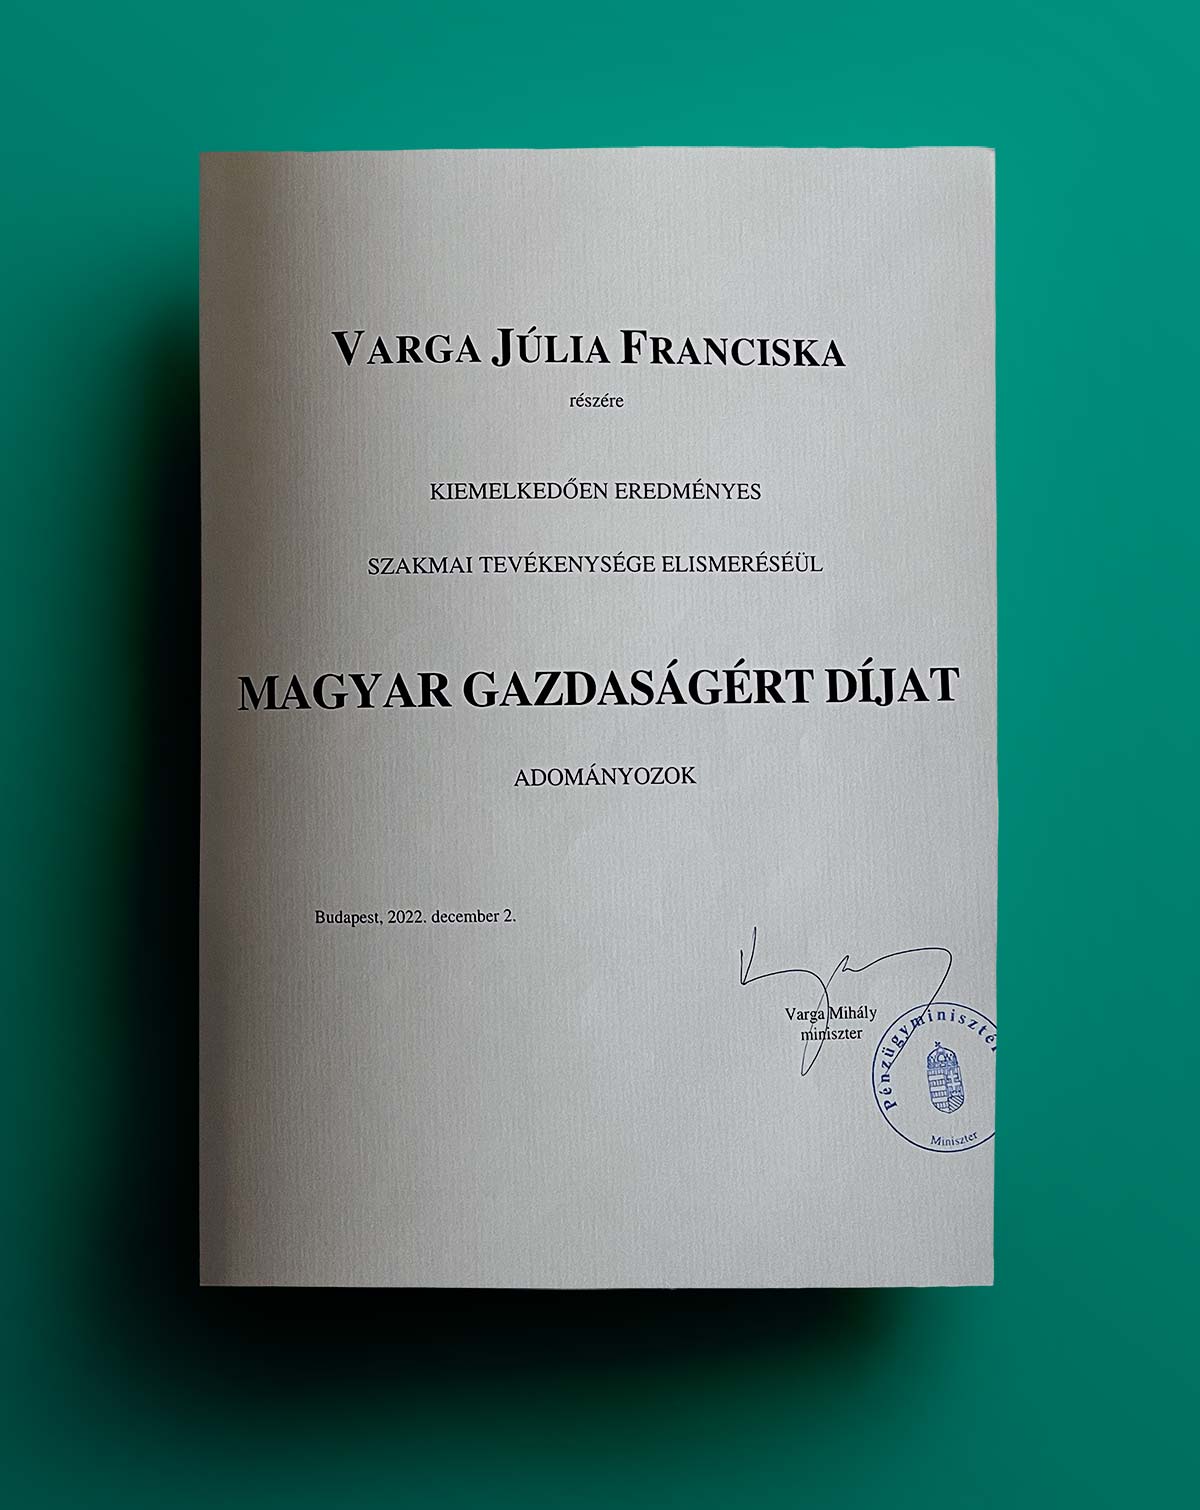 VARGA JÚLIA FRANCISKA
részére
KIEMELKEDŐEN EREDMÉNYES
SZAKMAI TEVÉKENYSÉGE ELISMERÉSÉÜL
MAGYAR GAZDASÁGÉRT DÍJAT
ADOMÁNYOZOK
Budapest, 2022. december 2.
Varga Mihály
miniszter
Pénzügyminisztér
Miniszter